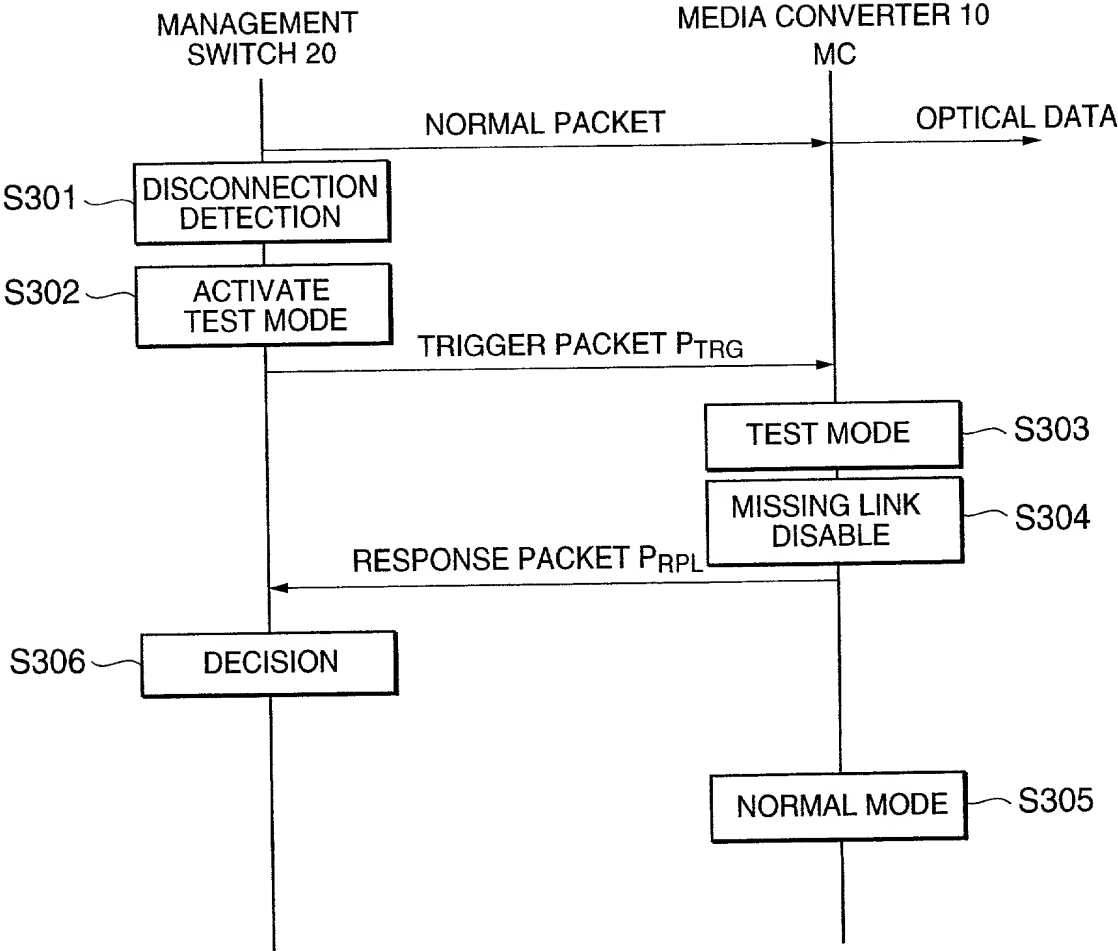 MANAGEMENT
SWITCH 20
MEDIA CONVERTER 10
MC
NORMAL PACKET
OPTICAL DATA
S301
DISCONNECTION
DETECTION
S302
ACTIVATE
TEST MODE
TRIGGER PACKET PTRG
TEST MODE
S303
MISSING LINK
DISABLE
S304
RESPONSE PACKET PRPL
S306
DECISION
NORMAL MODE
S305